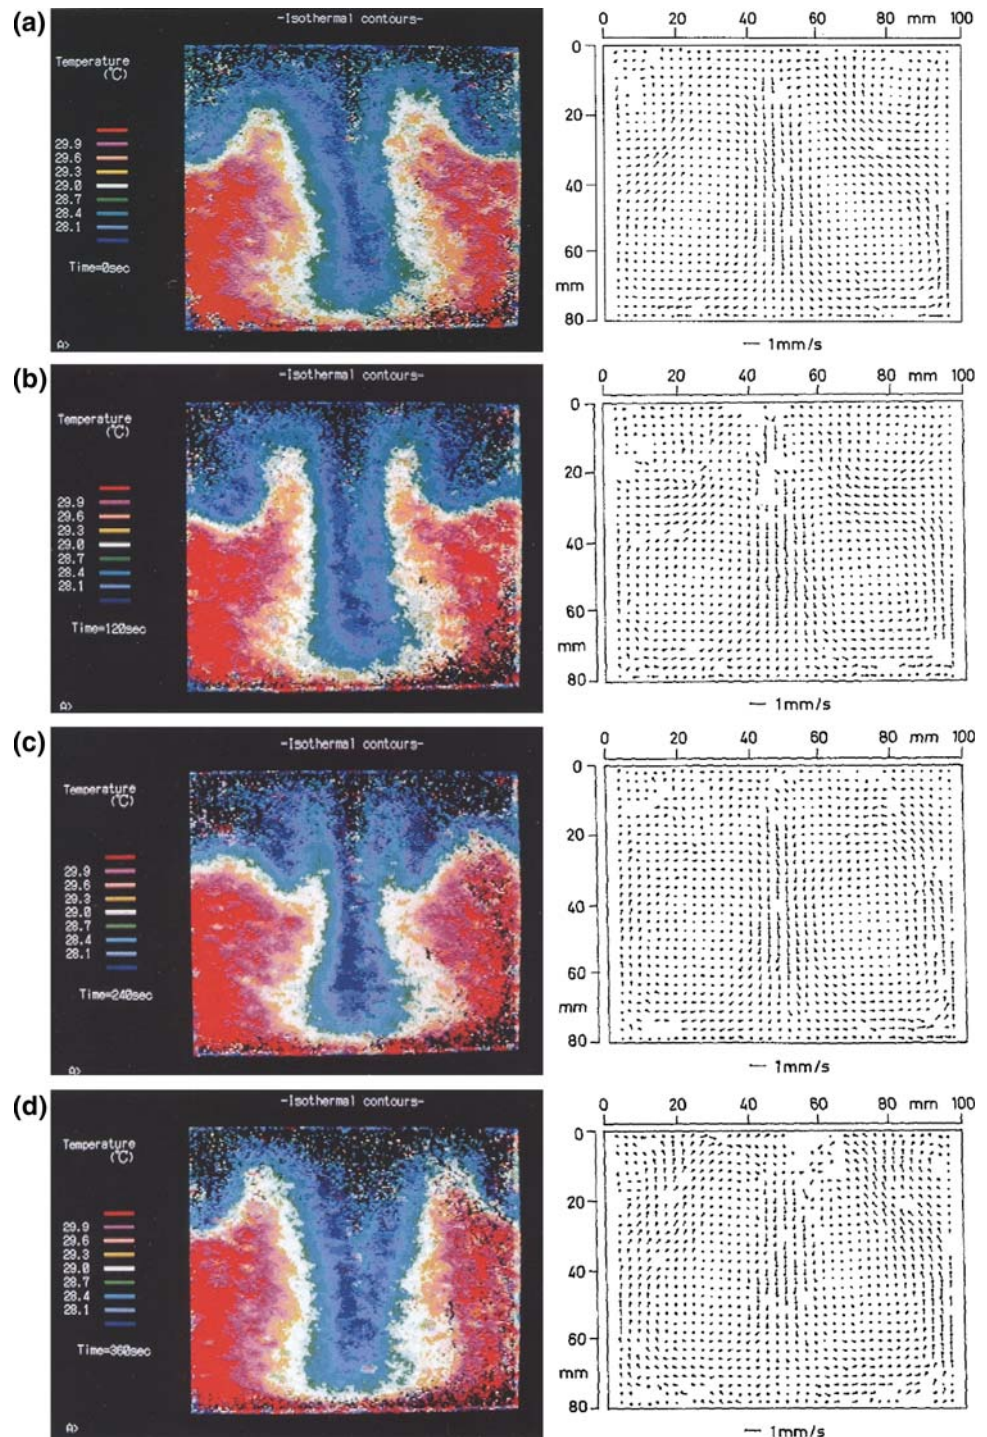 (a)
-Isothermal contours-
Temperature
(℃)
29.9
29.6
29.3
29.0
28.7
28.4
28.1
Time=0sec
A>
0 20 40 60 80 mm 100
0
20
40
60
mm
80
1mm/s
(b)
-Isothermal contours-
Temperature
(℃)
29.9
29.6
29.3
29.0
28.7
28.4
28.1
Time=120sec
A>
0 20 40 60 80 mm 100
0
20
40
60
mm
80
1mm/s
(c)
-Isothermal contours-
Temperature
(℃)
29.9
29.6
29.3
29.0
28.7
28.4
28.1
Time=240sec
A>
0 20 40 60 80 mm 100
0
20
40
60
mm
80
1mm/s
(d)
-Isothermal contours-
Temperature
(℃)
29.9
29.6
29.3
29.0
28.7
28.4
28.1
Time=360sec
A>
0 20 40 60 80 mm 100
0
20
40
60
mm
80
1mm/s